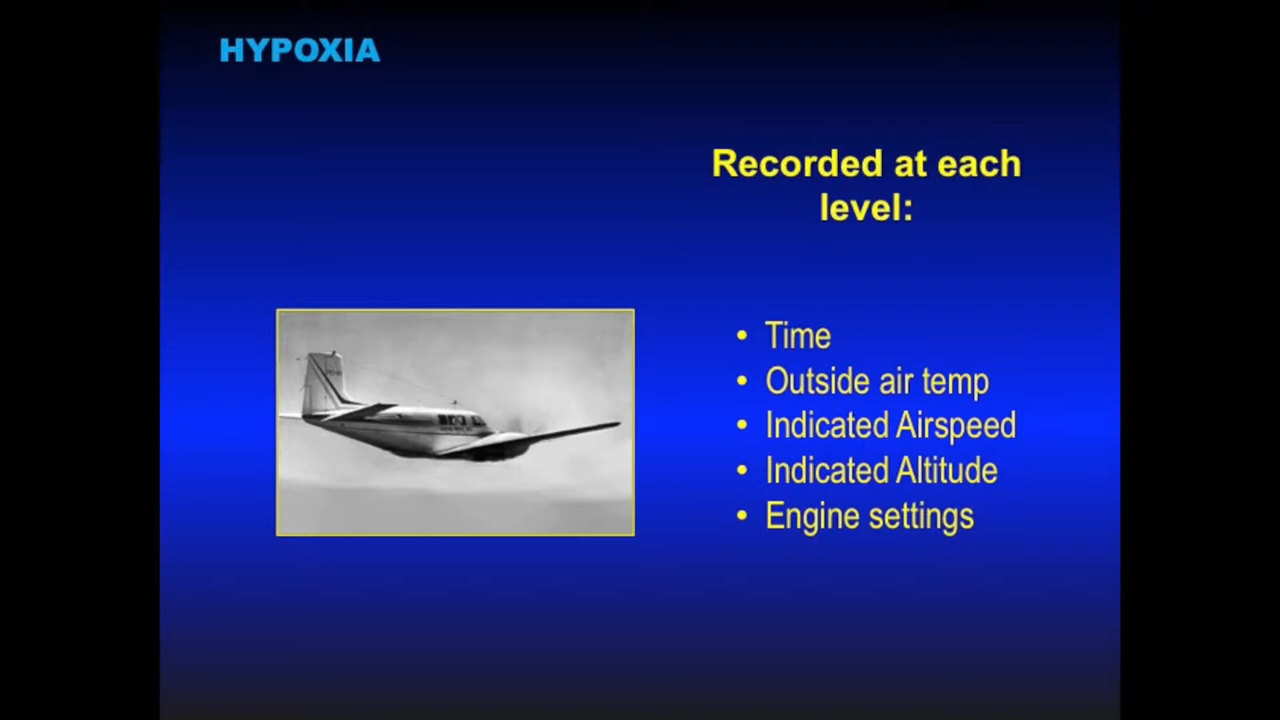 HYPOXIA
Recorded at each
level:
• Time
• Outside air temp
• Indicated Airspeed
• Indicated Altitude
• Engine settings